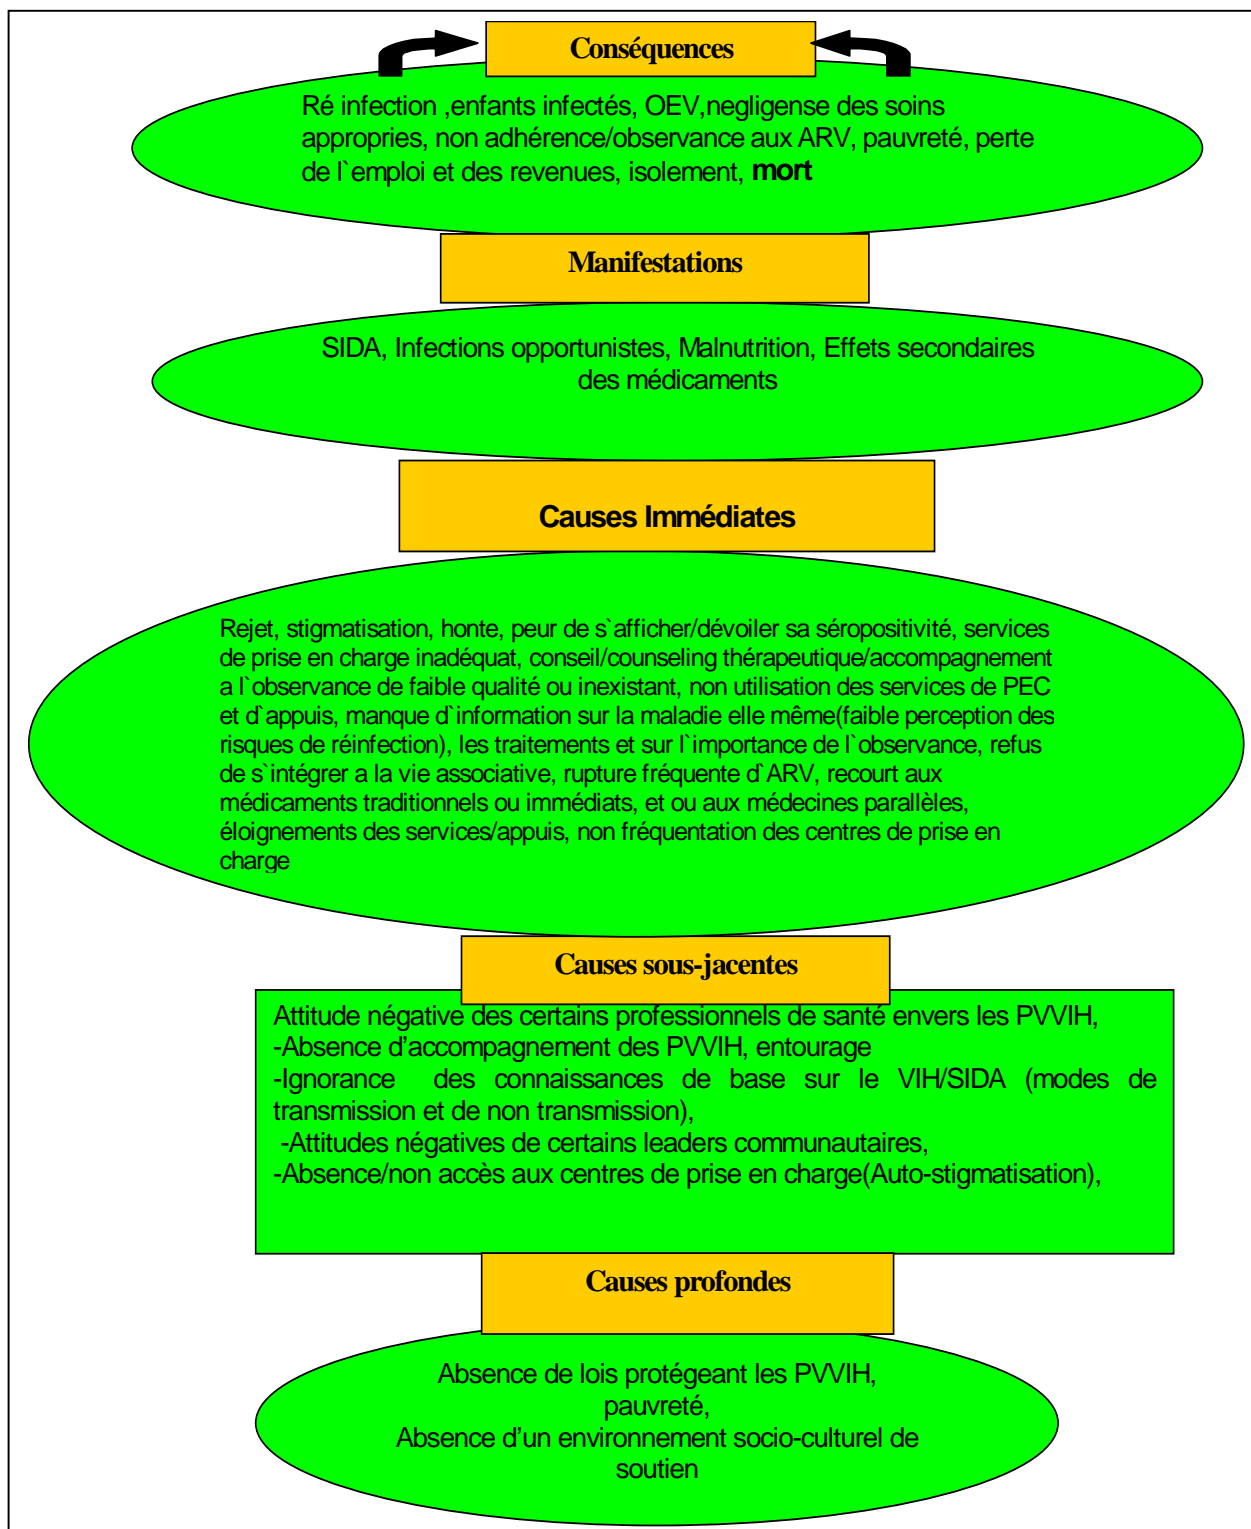 Conséquences
Ré infection ,enfants infectés, OEV,negligense des soins
appropries, non adhérence/observance aux ARV, pauvreté, perte
de l`emploi et des revenues, isolement, mort
Manifestations
SIDA, Infections opportunistes, Malnutrition, Effets secondaires
des médicaments
Causes Immédiates
Rejet, stigmatisation, honte, peur de s`afficher/dévoiler sa séropositivité, services
de prise en charge inadéquat, conseil/counseling thérapeutique/accompagnement
a l`observance de faible qualité ou inexistant, non utilisation des services de PEC
et d`appuis, manque d`information sur la maladie elle même(faible perception des
risques de réinfection), les traitements et sur l`importance de l`observance, refus
de s`intégrer a la vie associative, rupture fréquente d`ARV, recourt aux
médicaments traditionnels ou immédiats, et ou aux médecines parallèles,
éloignements des services/appuis, non fréquentation des centres de prise en
charge
Causes sous-jacentes
Attitude négative des certains professionnels de santé envers les PVVIH,
-Absence d’accompagnement des PVVIH, entourage
-Ignorance des connaissances de base sur le VIH/SIDA (modes de
transmission et de non transmission),
-Attitudes négatives de certains leaders communautaires,
-Absence/non accès aux centres de prise en charge(Auto-stigmatisation),
Causes profondes
Absence de lois protégeant les PVVIH,
pauvreté,
Absence d’un environnement socio-culturel de
soutien